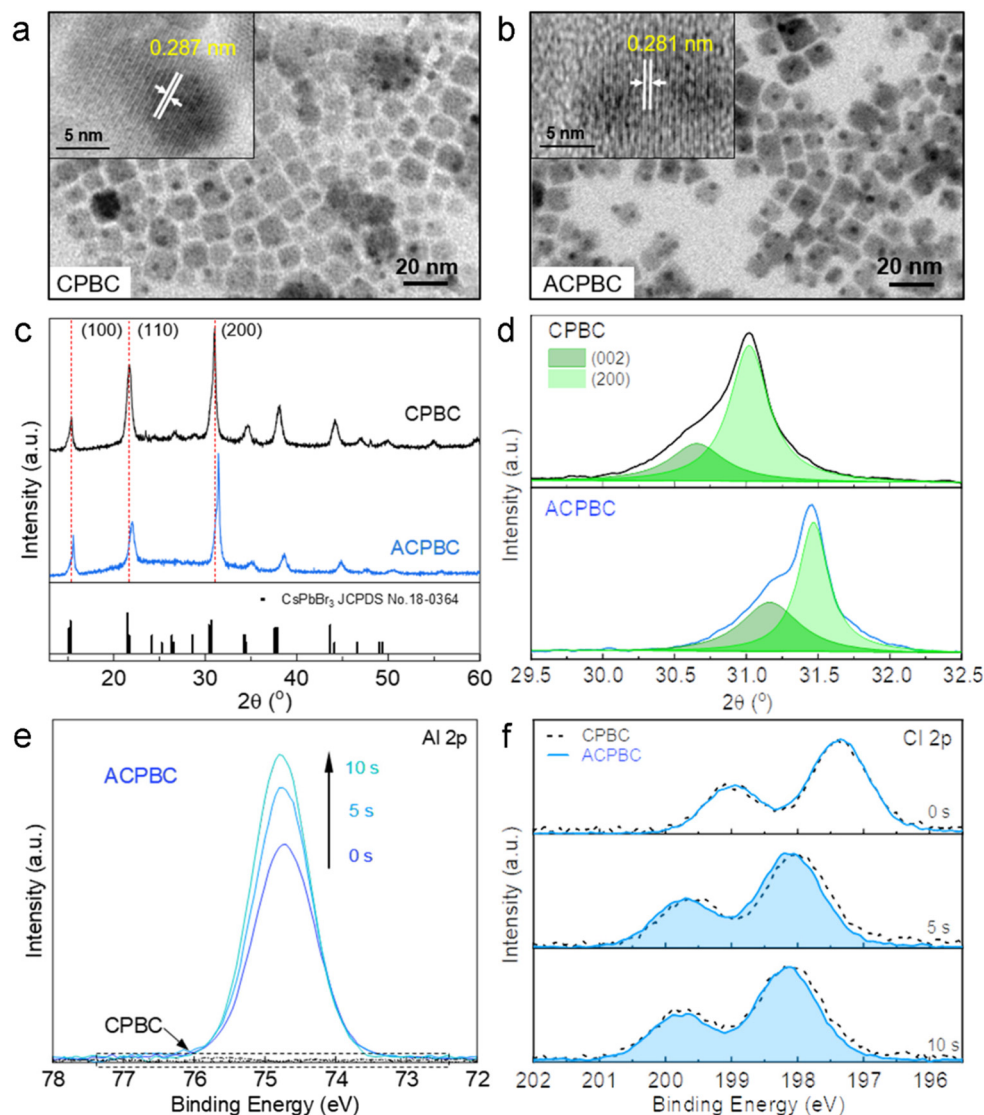 a
0.287 nm
5 nm
CPBC
20 nm
b
0.281 nm
5 nm
ACPBC
20 nm
c
(100)
(110)
(200)
CPBC
ACPBC
CsPbBr₃ JCPDS No.18-0364
Intensity (a.u.)
20 30 40 50 60
2θ (°)
d
CPBC
(002)
(200)
ACPBC
Intensity (a.u.)
29.5 30.0 30.5 31.0 31.5 32.0 32.5
2θ (°)
e
Al 2p
ACPBC
10 s
5 s
0 s
CPBC
Intensity (a.u.)
78 77 76 75 74 73 72
Binding Energy (eV)
f
CPBC
ACPBC
Cl 2p
0 s
5 s
10 s
Intensity (a.u.)
202 201 200 199 198 197 196
Binding Energy (eV)